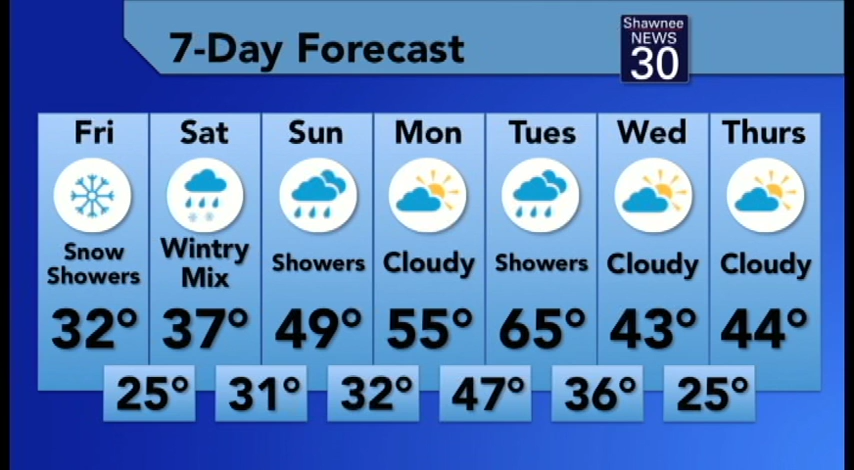 7-Day Forecast
Shawnee
NEWS
30
Fri
Sat
Sun
Mon
Tues
Wed
Thurs
Snow
Showers
Wintry
Mix
Showers
Cloudy
Showers
Cloudy
Cloudy
32°
37°
49°
55°
65°
43°
44°
25°
31°
32°
47°
36°
25°